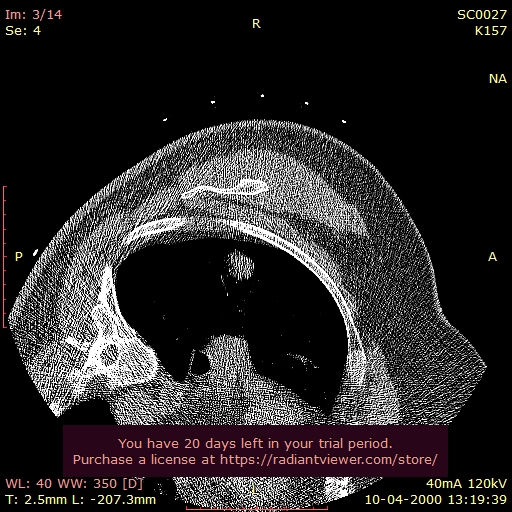 Im: 3/14
Se: 4
R
SC0027
K157
NA
P
A
You have 20 days left in your trial period.
Purchase a license at https://radiantviewer.com/store/
WL: 40 WW: 350 [D]
T: 2.5mm L: -207.3mm
40mA 120kV
10-04-2000 13:19:39